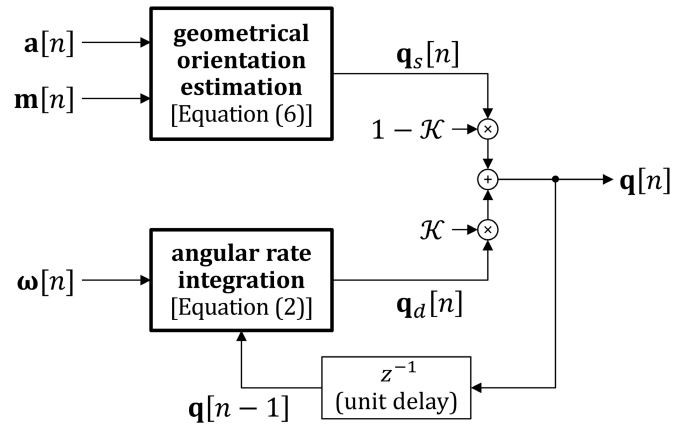 a[n]
m[n]
geometrical
orientation
estimation
[Equation (6)]
q_s[n]
1 − 𝒦
×
+
q[n]
𝒦
×
ω[n]
angular rate
integration
[Equation (2)]
q_d[n]
z⁻¹
(unit delay)
q[n − 1]